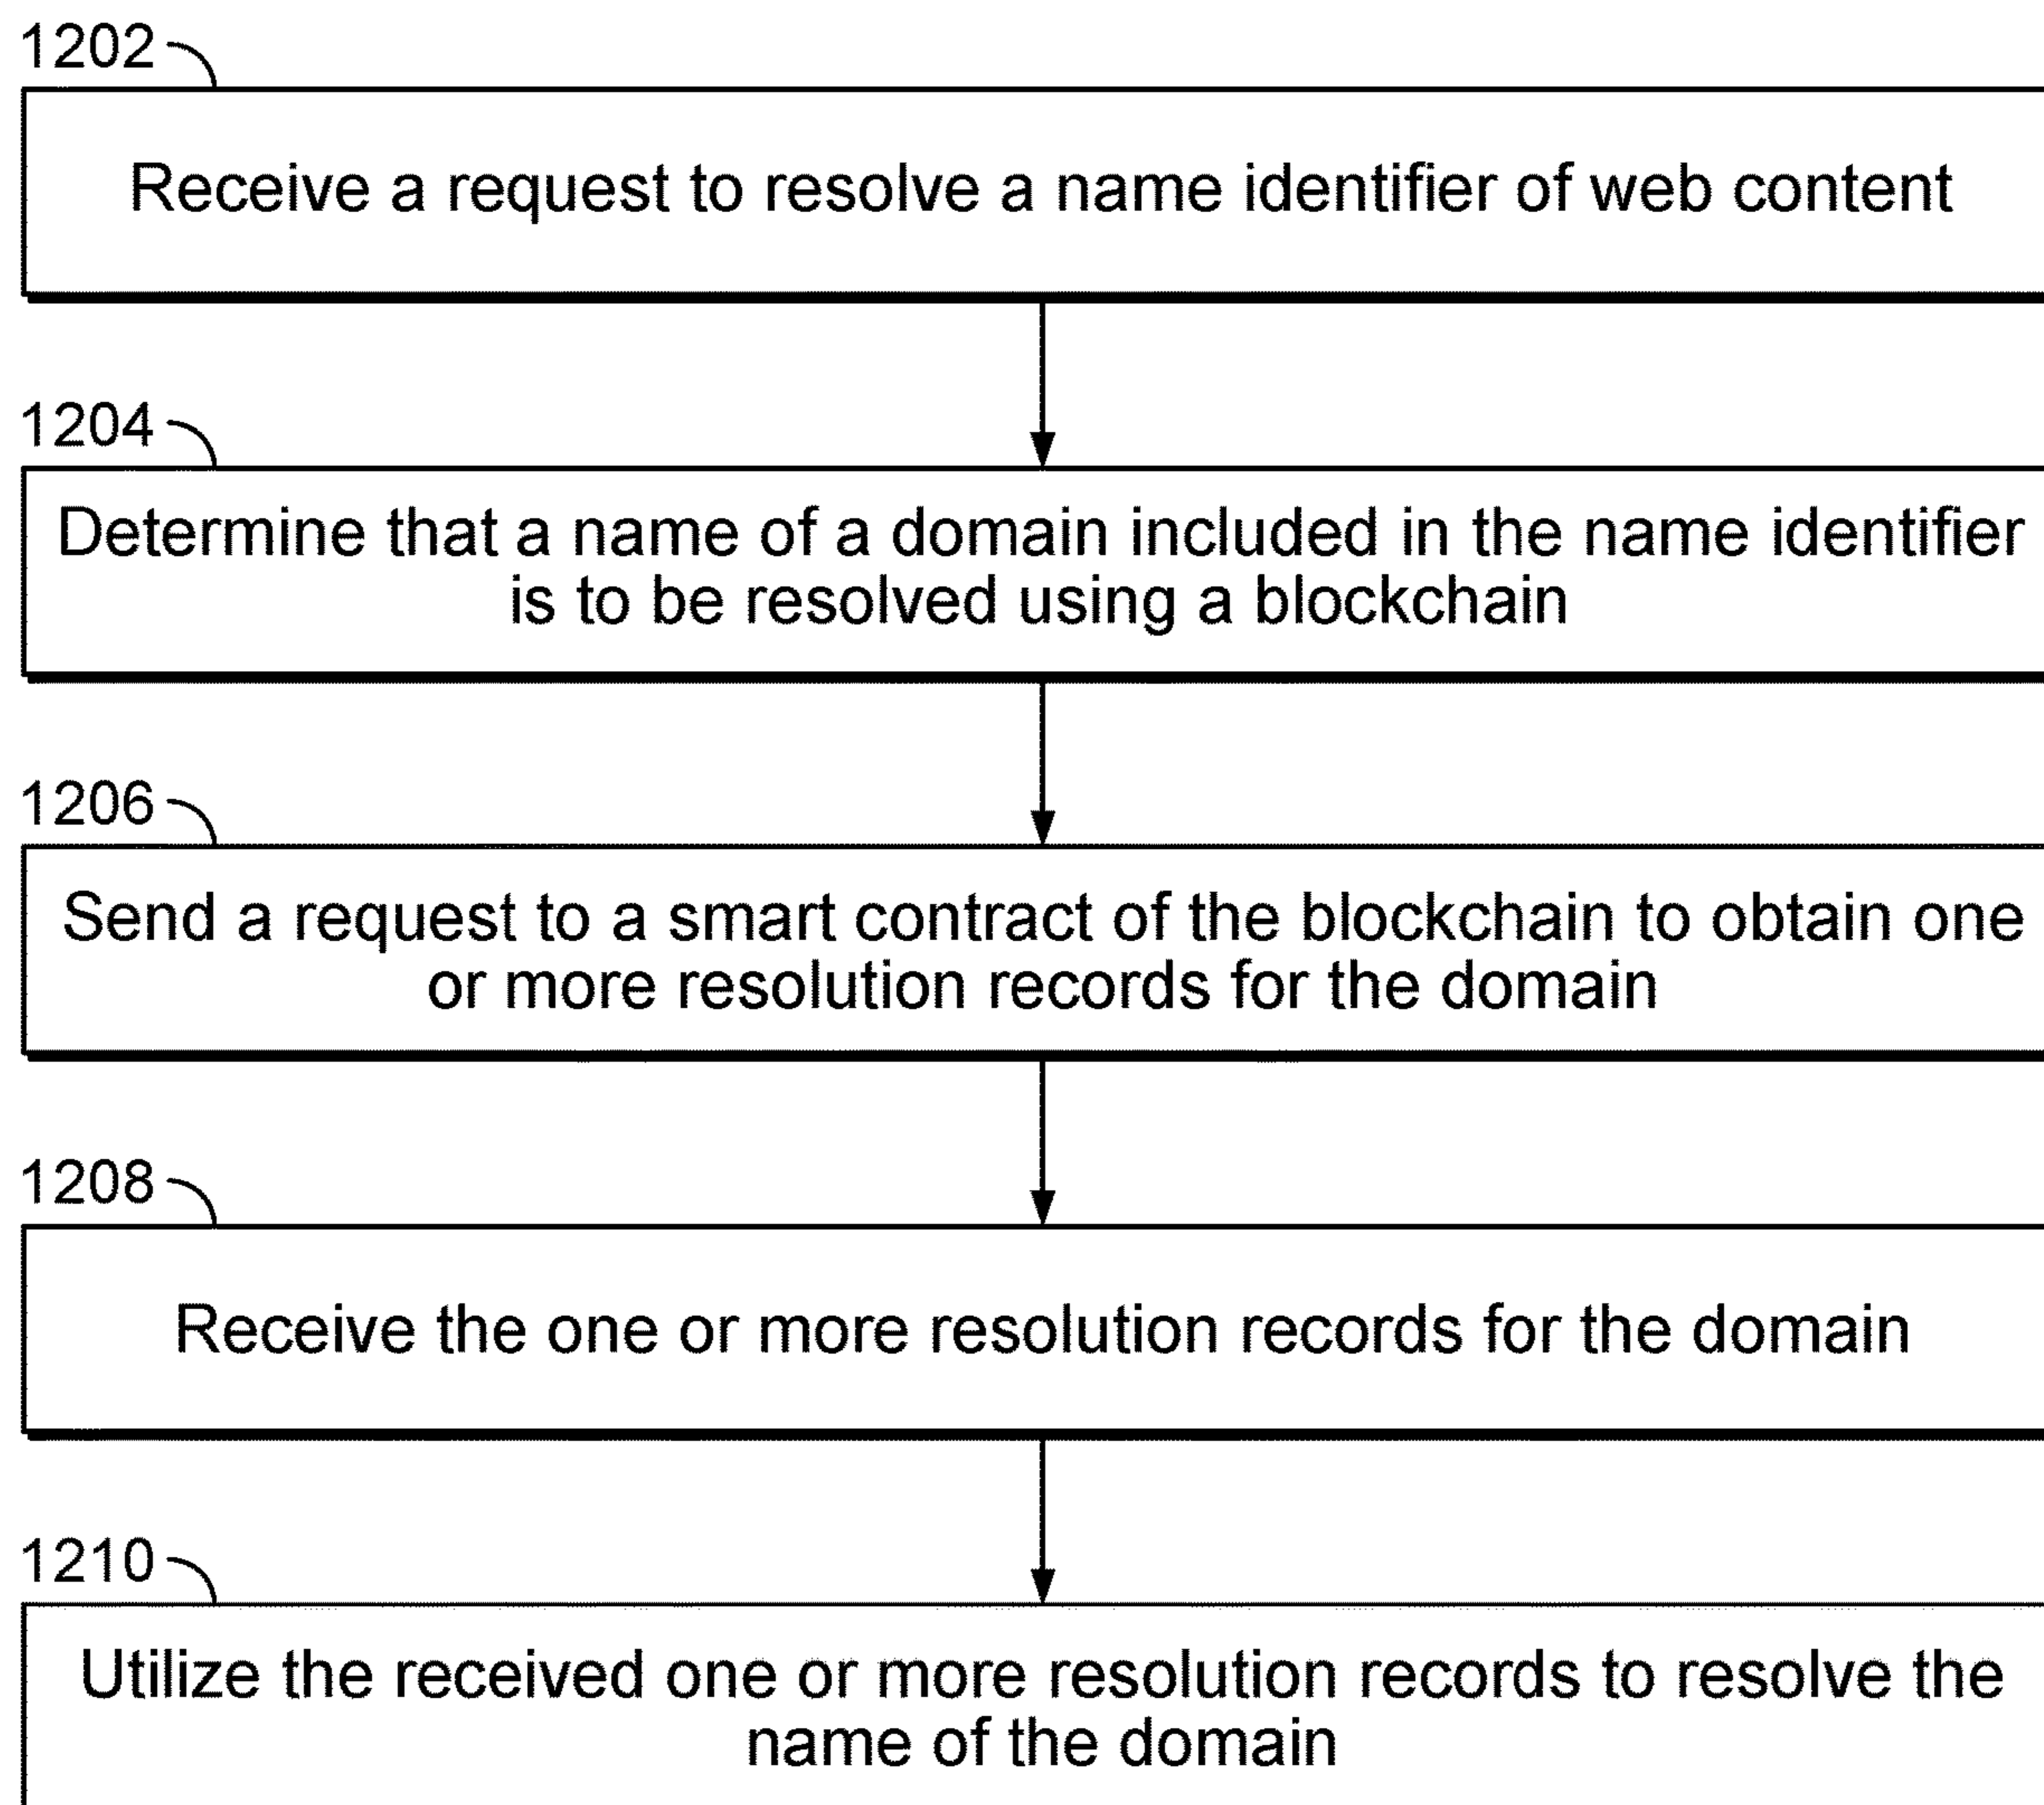 1202
Receive a request to resolve a name identifier of web content
1204
Determine that a name of a domain included in the name identifier
is to be resolved using a blockchain
1206
Send a request to a smart contract of the blockchain to obtain one
or more resolution records for the domain
1208
Receive the one or more resolution records for the domain
1210
Utilize the received one or more resolution records to resolve the
name of the domain